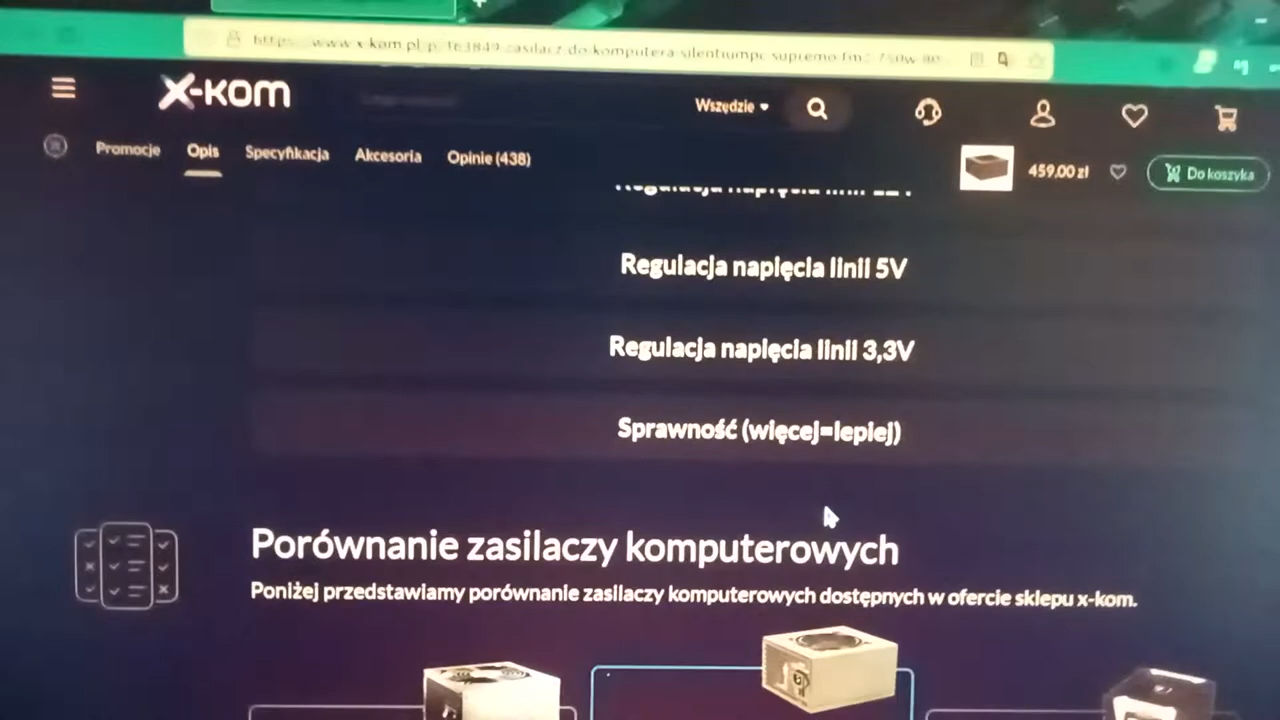 x-kom
Wszędzie
Promocje Opis Specyfikacja Akcesoria Opinie (438)
459,00 zł Do koszyka
Regulacja napięcia linii 5V
Regulacja napięcia linii 3,3V
Sprawność (więcej=lepiej)
Porównanie zasilaczy komputerowych
Poniżej przedstawiamy porównanie zasilaczy komputerowych dostępnych w ofercie sklepu x-kom.